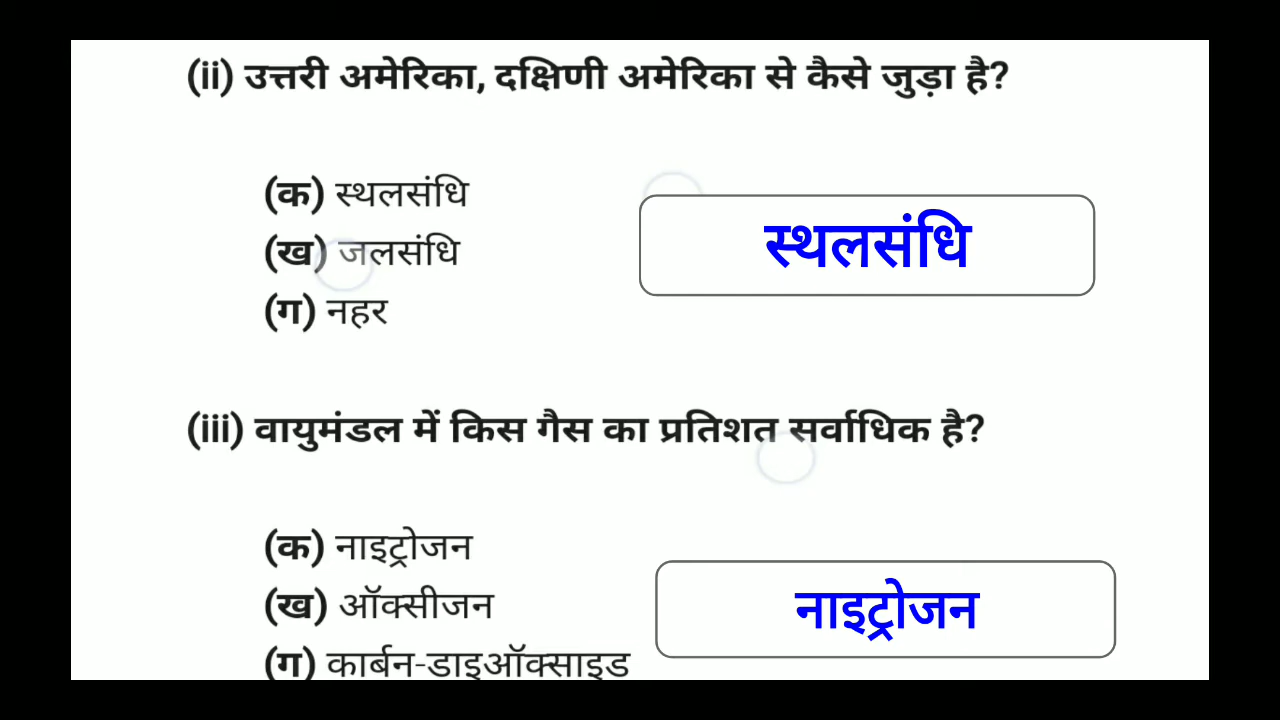 (ii) उत्तरी अमेरिका, दक्षिणी अमेरिका से कैसे जुड़ा है?
(क) स्थलसंधि
(ख) जलसंधि
(ग) नहर
स्थलसंधि
(iii) वायुमंडल में किस गैस का प्रतिशत सर्वाधिक है?
(क) नाइट्रोजन
(ख) ऑक्सीजन
(ग) कार्बन-डाइऑक्साइड
नाइट्रोजन